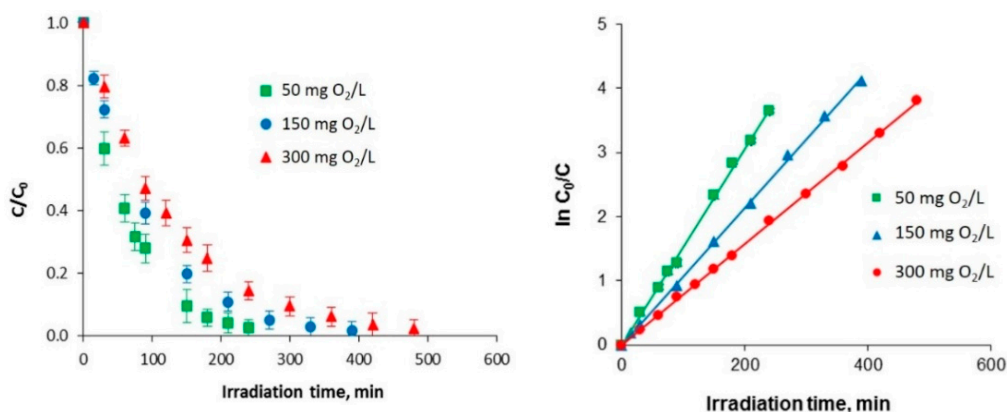 1.0
0.8
0.6
0.4
0.2
0.0
C/C₀
0
100
200
300
400
500
600
Irradiation time, min
50 mg O₂/L
150 mg O₂/L
300 mg O₂/L
5
4
3
2
1
0
ln C₀/C
0
200
400
600
Irradiation time, min
50 mg O₂/L
150 mg O₂/L
300 mg O₂/L